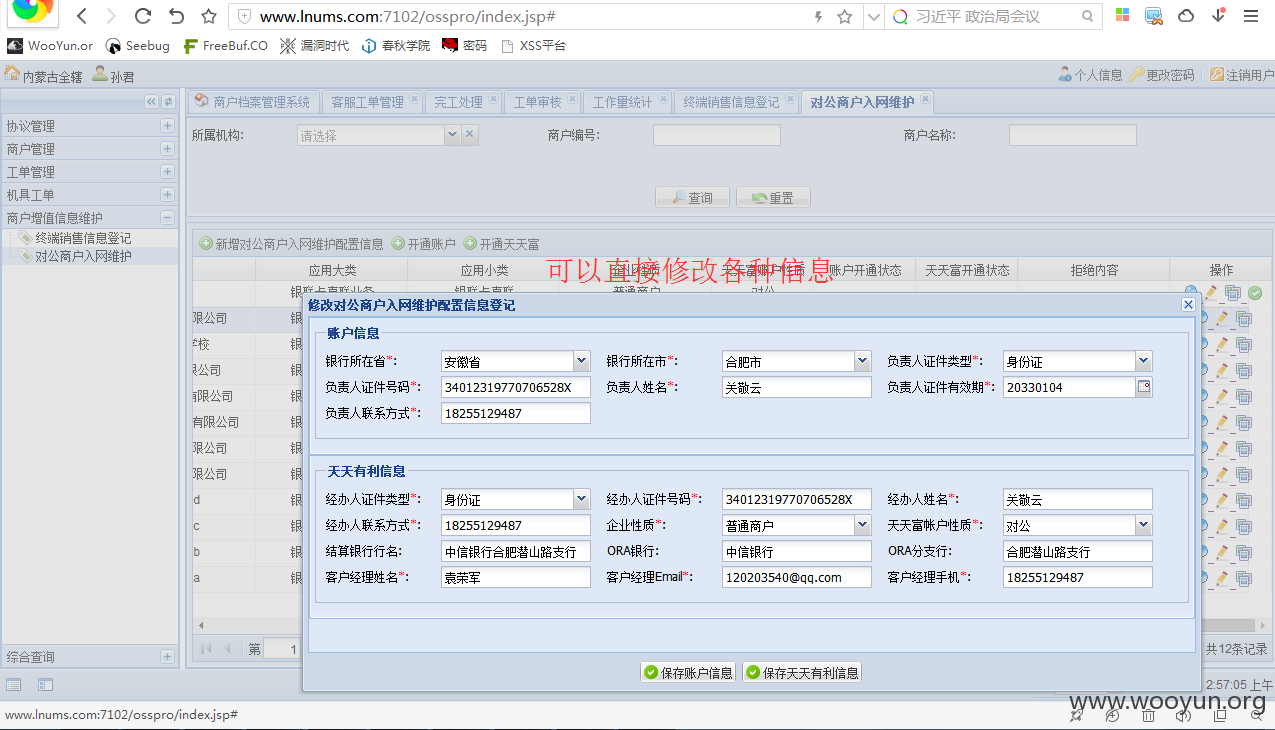 www.lnums.com:7102/osspro/index.jsp#
习近平 政治局会议
WooYun.or Seebug FreeBuf.CO 漏洞时代 春秋学院 密码 XSS平台
内蒙古全辖 孙君 个人信息 更改密码 注销用户
商户档案管理系统 客服工单管理 完工处理 工单审核 工作量统计 终端销售信息登记 对公商户入网维护
协议管理
商户管理
工单管理
机具工单
商户增值信息维护
终端销售信息登记
对公商户入网维护
综合查询
所属机构: 请选择 商户编号: 商户名称:
查询 重置
新增对公商户入网维护配置信息 开通账户 开通天天富
应用大类 应用小类 企业性质 天天富账户性质 账户开通状态 天天富开通状态 拒绝内容 操作
可以直接修改各种信息
限公司 银
学校 银
限公司 银
有限公司 银
有限公司 银
限公司 银
限公司 银
d 银
c 银
b 银
a 银
修改对公商户入网维护配置信息登记
账户信息
银行所在省*: 安徽省 银行所在市*: 合肥市 负责人证件类型*: 身份证
负责人证件号码*: 34012319770706528X 负责人姓名*: 关敬云 负责人证件有效期*: 20330104
负责人联系方式*: 18255129487
天天有利信息
经办人证件类型*: 身份证 经办人证件号码*: 34012319770706528X 经办人姓名*: 关敬云
经办人联系方式*: 18255129487 企业性质*: 普通商户 天天富帐户性质*: 对公
结算银行行名: 中信银行合肥潜山路支行 ORA银行: 中信银行 ORA分支行: 合肥潜山路支行
客户经理姓名*: 袁荣军 客户经理Email*: 120203540@qq.com 客户经理手机*: 18255129487
保存账户信息 保存天天有利信息
第 1 共12条记录
2:57:05 上午
www.wooyun.org
www.lnums.com:7102/osspro/index.jsp#